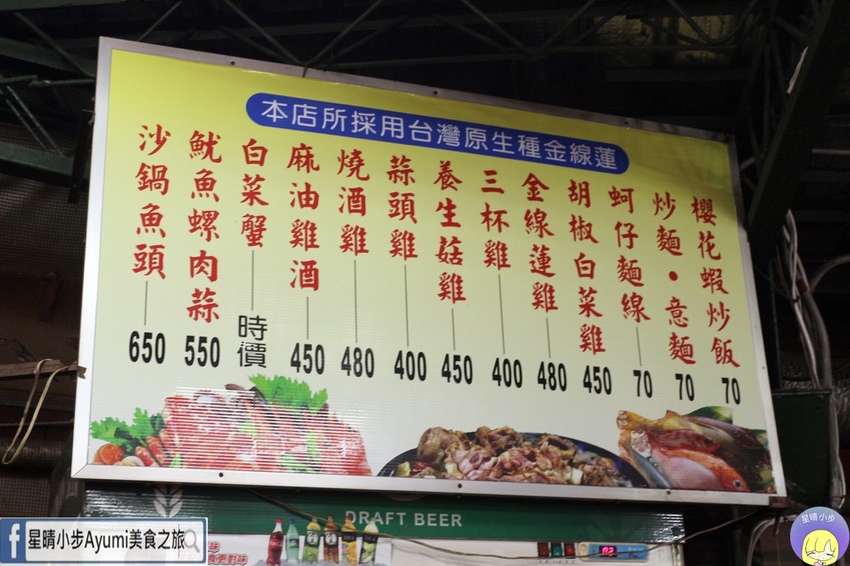 本店所採用台灣原生種金線蓮
櫻花蝦炒飯 70
炒麵·意麵 70
蚵仔麵線 70
胡椒白菜雞 450
金線蓮雞 480
三杯雞 400
養生菇雞 450
蒜頭雞 400
燒酒雞 480
麻油雞酒 450
白菜蟹 時價
魷魚螺肉蒜 550
沙鍋魚頭 650
DRAFT BEER
星晴小步Ayumi美食之旅
星晴小步